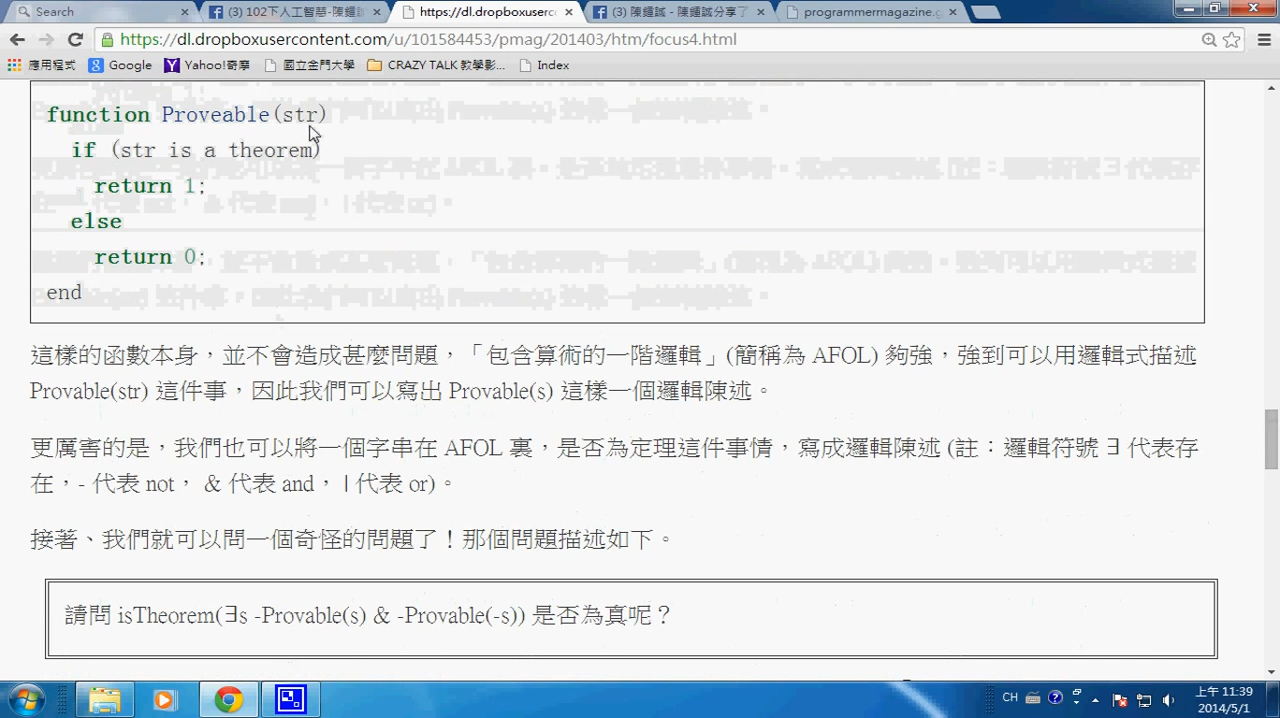 Search
(3) 102下人工智慧-陳鍾
https://dl.dropboxuserco
(3) 陳鍾誠 - 陳鍾誠分享了
programmermagazine.g
https://dl.dropboxusercontent.com/u/101584453/pmag/201403/htm/focus4.html
應用程式
Google
Yahoo!奇摩
國立金門大學
CRAZY TALK 教學影...
Index
function Proveable(str)
if (str is a theorem)
return 1;
else
return 0;
end
這樣的函數本身，並不會造成甚麼問題，「包含算術的一階邏輯」(簡稱為 AFOL) 夠強，強到可以用邏輯式描述
Provable(str) 這件事，因此我們可以寫出 Provable(s) 這樣一個邏輯陳述。
更厲害的是，我們也可以將一個字串在 AFOL 裏，是否為定理這件事情，寫成邏輯陳述 (註：邏輯符號 ∃ 代表存
在，- 代表 not， & 代表 and，| 代表 or)。
接著、我們就可以問一個奇怪的問題了！那個問題描述如下。
請問 isTheorem(∃s -Provable(s) & -Provable(-s)) 是否為真呢？
CH
上午 11:39
2014/5/1